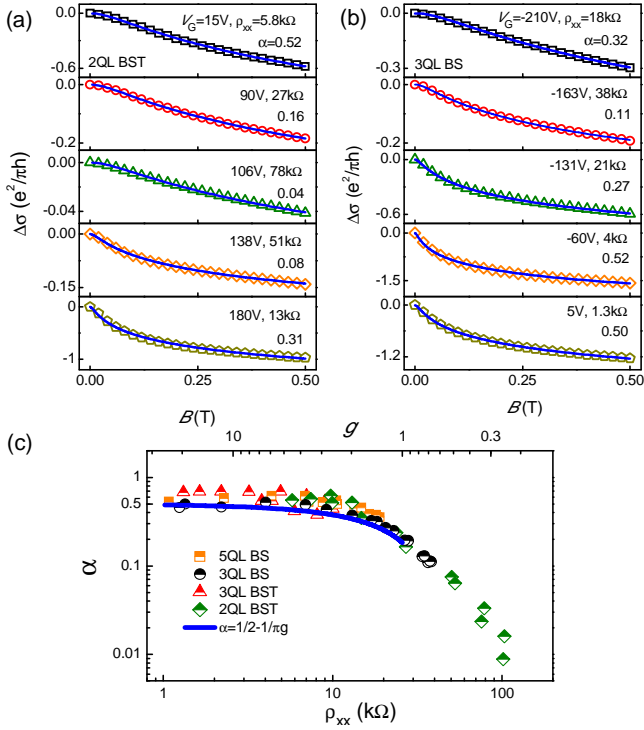 (a)
V_G=15V, ρxx=5.8kΩ
α=0.52
2QL BST
0.0
-0.6
90V, 27kΩ
0.16
0.0
-0.2
106V, 78kΩ
0.04
0.00
-0.04
138V, 51kΩ
0.08
0.00
-0.15
180V, 13kΩ
0.31
0
-1
0.00 0.25 0.50
B(T)
Δσ (e²/πh)
(b)
V_G=-210V, ρxx=18kΩ
α=0.32
3QL BS
0.0
-0.3
-163V, 38kΩ
0.11
0.0
-0.2
-131V, 21kΩ
0.27
0.0
-0.6
-60V, 4kΩ
0.52
0.0
-1.5
5V, 1.3kΩ
0.50
0.0
-1.2
0.00 0.25 0.50
B(T)
Δσ (e²/πh)
(c)
g
10 1 0.3
1
0.5
0.1
0.01
α
5QL BS
3QL BS
3QL BST
2QL BST
α=1/2-1/πg
1 10 100
ρxx (kΩ)